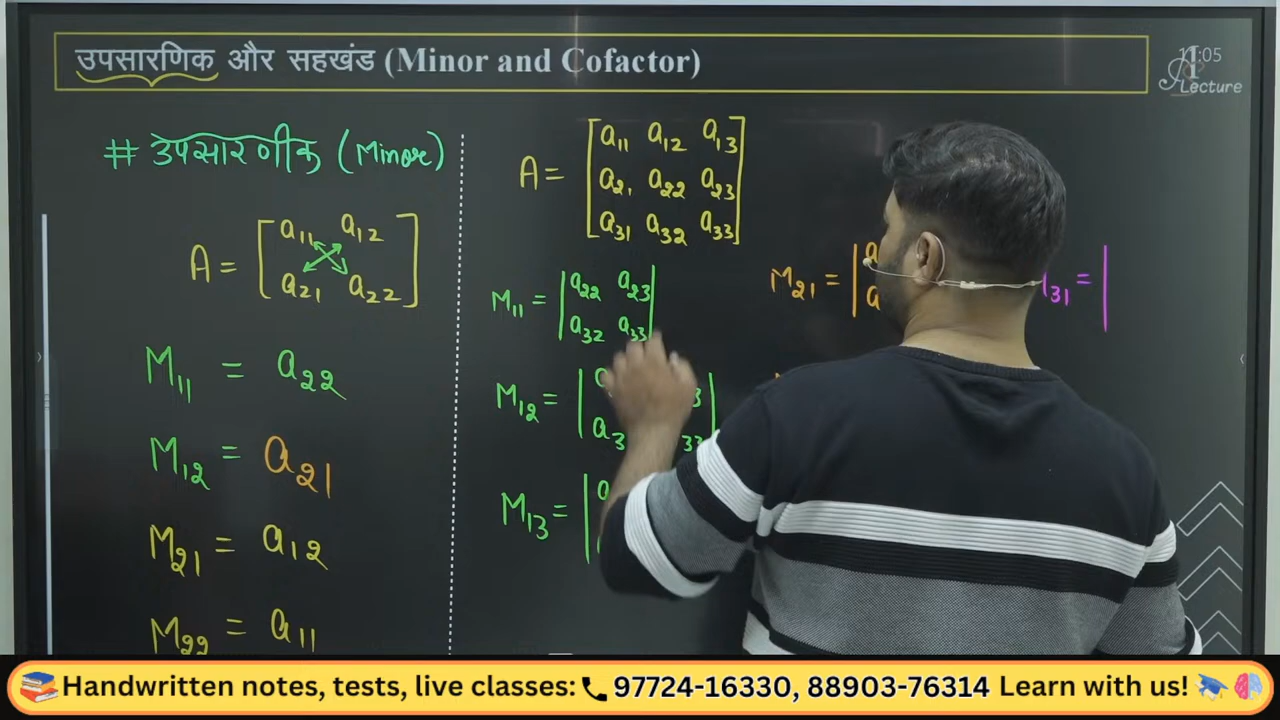 उपसारणिक और सहखंड (Minor and Cofactor)
11:05
Lecture
# उपसारणीक (Minor)
A = [a11 a12
a21 a22]
M11 = a22
M12 = a21
M21 = a12
M22 = a11
A = [a11 a12 a13
a21 a22 a23
a31 a32 a33]
M11 = |a22 a23
a32 a33|
M12 =
M13 =
M21 =
31 =
📚 Handwritten notes, tests, live classes: 📞 97724-16330, 88903-76314 Learn with us! 🎓 🧠